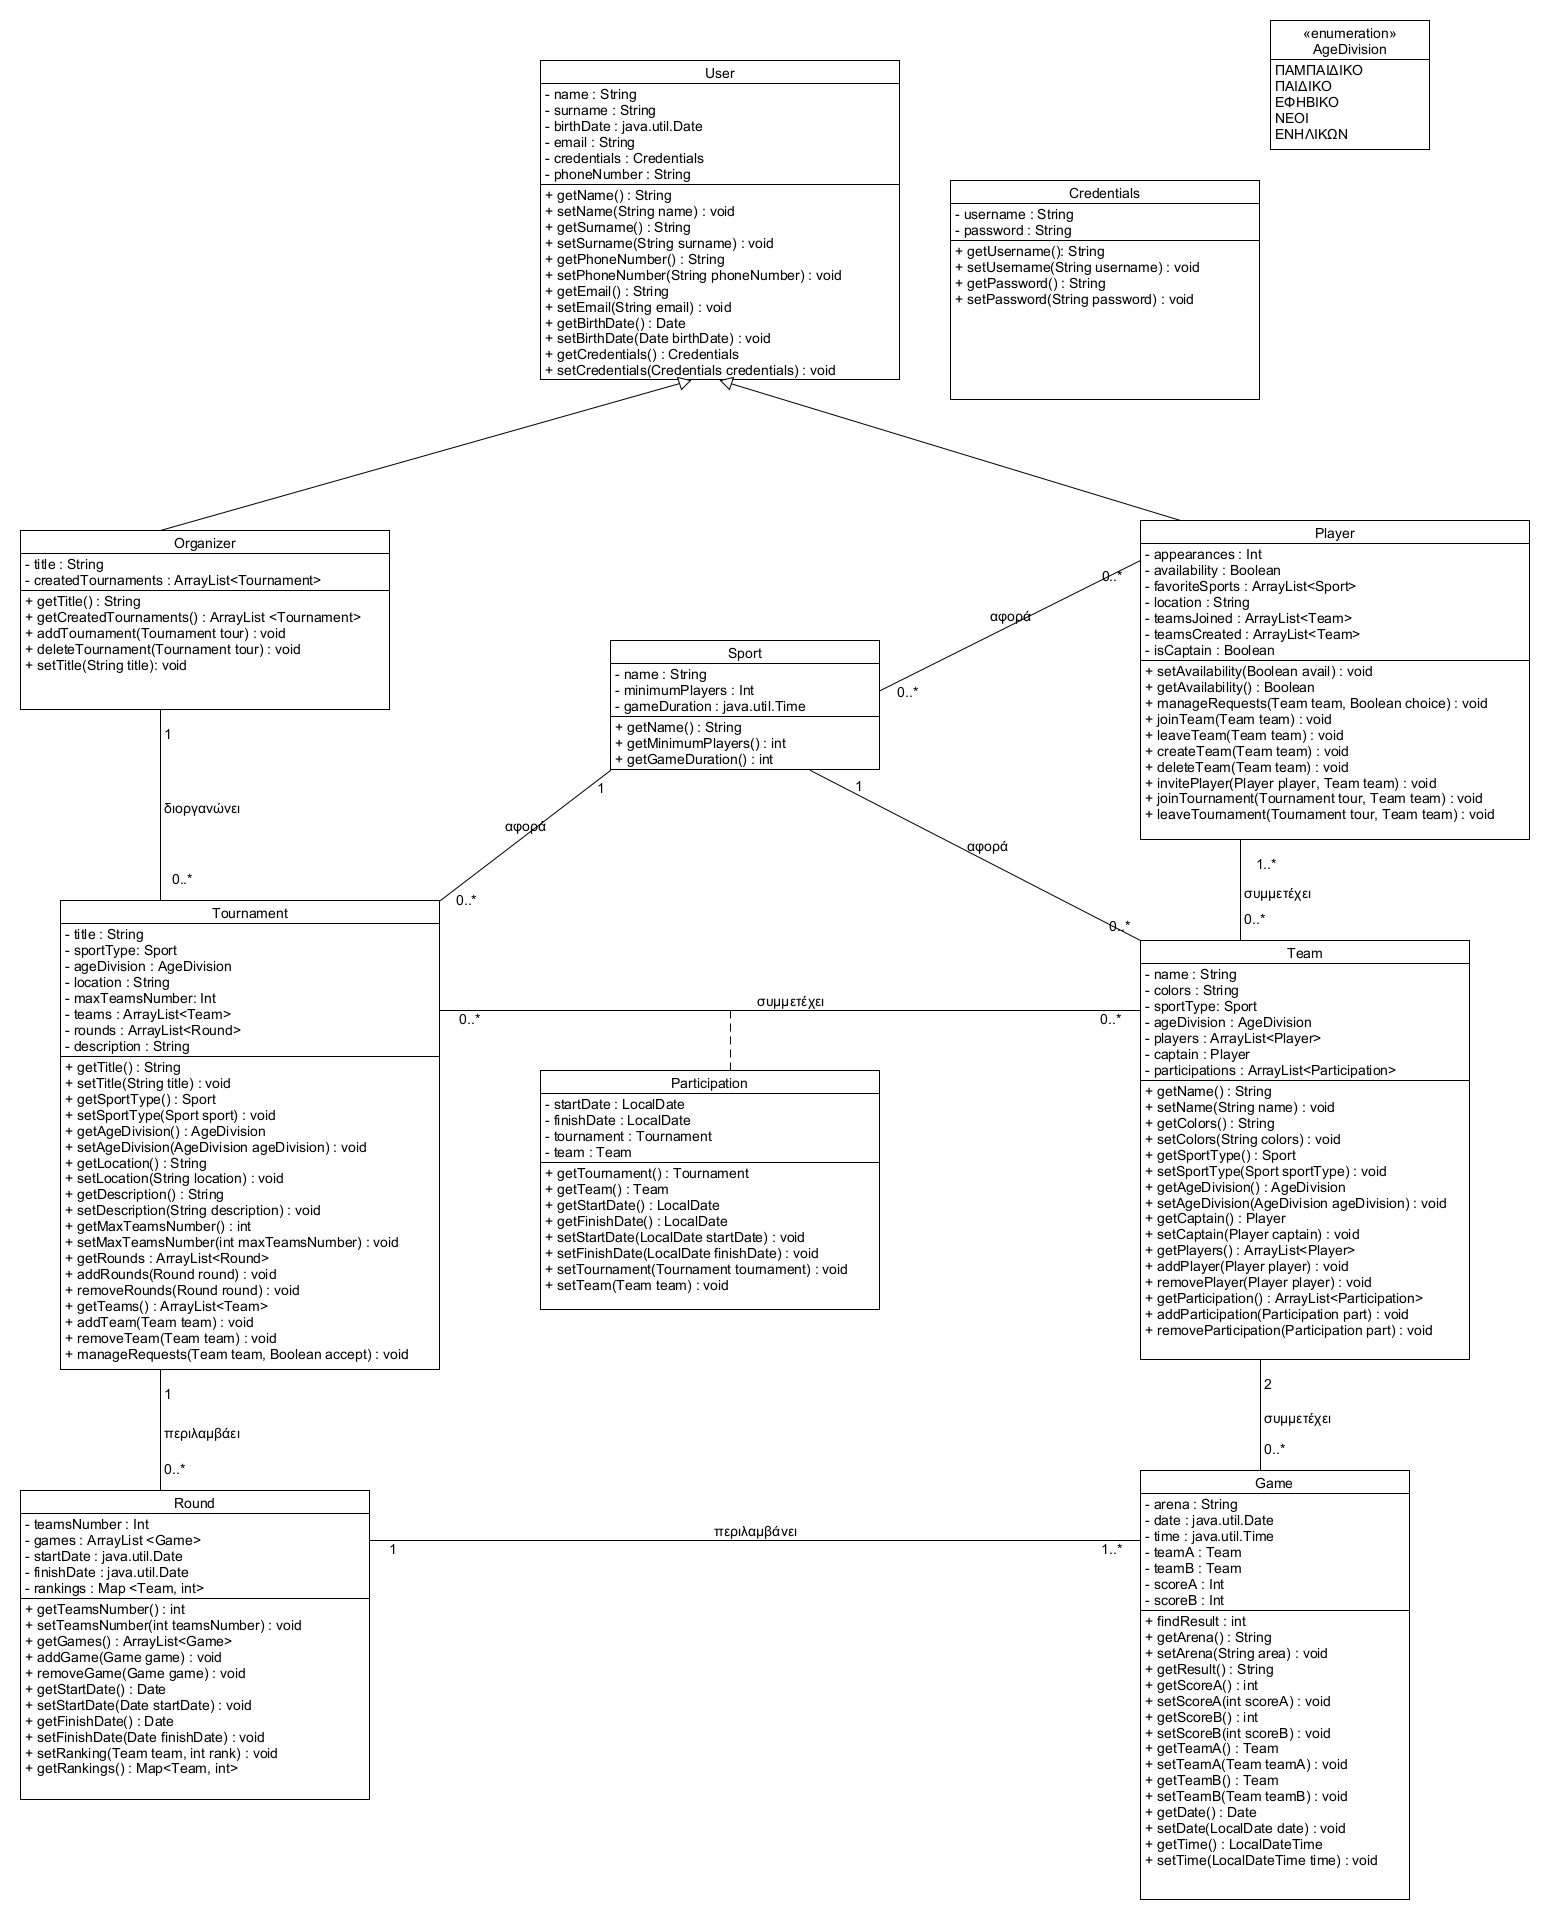 «enumeration»
AgeDivision
ΠΑΜΠΑΙΔΙΚΟ
ΠΑΙΔΙΚΟ
ΕΦΗΒΙΚΟ
ΝΕΟΙ
ΕΝΗΛΙΚΩΝ
User
- name : String
- surname : String
- birthDate : java.util.Date
- email : String
- credentials : Credentials
- phoneNumber : String
+ getName() : String
+ setName(String name) : void
+ getSurname() : String
+ setSurname(String surname) : void
+ getPhoneNumber() : String
+ setPhoneNumber(String phoneNumber) : void
+ getEmail() : String
+ setEmail(String email) : void
+ getBirthDate() : Date
+ setBirthDate(Date birthDate) : void
+ getCredentials() : Credentials
+ setCredentials(Credentials credentials) : void
Credentials
- username : String
- password : String
+ getUsername(): String
+ setUsername(String username) : void
+ getPassword() : String
+ setPassword(String password) : void
Organizer
- title : String
- createdTournaments : ArrayList<Tournament>
+ getTitle() : String
+ getCreatedTournaments() : ArrayList <Tournament>
+ addTournament(Tournament tour) : void
+ deleteTournament(Tournament tour) : void
+ setTitle(String title): void
Player
- appearances : Int
- availability : Boolean
- favoriteSports : ArrayList<Sport>
- location : String
- teamsJoined : ArrayList<Team>
- teamsCreated : ArrayList<Team>
- isCaptain : Boolean
+ setAvailability(Boolean avail) : void
+ getAvailability() : Boolean
+ manageRequests(Team team, Boolean choice) : void
+ joinTeam(Team team) : void
+ leaveTeam(Team team) : void
+ createTeam(Team team) : void
+ deleteTeam(Team team) : void
+ invitePlayer(Player player, Team team) : void
+ joinTournament(Tournament tour, Team team) : void
+ leaveTournament(Tournament tour, Team team) : void
0..*
αφορά
0..*
Sport
- name : String
- minimumPlayers : Int
- gameDuration : java.util.Time
+ getName() : String
+ getMinimumPlayers() : int
+ getGameDuration() : int
1
διοργανώνει
0..*
1
αφορά
0..*
1
αφορά
0..*
1..*
συμμετέχει
0..*
Tournament
- title : String
- sportType: Sport
- ageDivision : AgeDivision
- location : String
- maxTeamsNumber: Int
- teams : ArrayList<Team>
- rounds : ArrayList<Round>
- description : String
+ getTitle() : String
+ setTitle(String title) : void
+ getSportType() : Sport
+ setSportType(Sport sport) : void
+ getAgeDivision() : AgeDivision
+ setAgeDivision(AgeDivision ageDivision) : void
+ getLocation() : String
+ setLocation(String location) : void
+ getDescription() : String
+ setDescription(String description) : void
+ getMaxTeamsNumber() : int
+ setMaxTeamsNumber(int maxTeamsNumber) : void
+ getRounds : ArrayList<Round>
+ addRounds(Round round) : void
+ removeRounds(Round round) : void
+ getTeams() : ArrayList<Team>
+ addTeam(Team team) : void
+ removeTeam(Team team) : void
+ manageRequests(Team team, Boolean accept) : void
συμμετέχει
0..*
0..*
Participation
- startDate : LocalDate
- finishDate : LocalDate
- tournament : Tournament
- team : Team
+ getTournament() : Tournament
+ getTeam() : Team
+ getStartDate() : LocalDate
+ getFinishDate() : LocalDate
+ setStartDate(LocalDate startDate) : void
+ setFinishDate(LocalDate finishDate) : void
+ setTournament(Tournament tournament) : void
+ setTeam(Team team) : void
Team
- name : String
- colors : String
- sportType: Sport
- ageDivision : AgeDivision
- players : ArrayList<Player>
- captain : Player
- participations : ArrayList<Participation>
+ getName() : String
+ setName(String name) : void
+ getColors() : String
+ setColors(String colors) : void
+ getSportType() : Sport
+ setSportType(Sport sportType) : void
+ getAgeDivision() : AgeDivision
+ setAgeDivision(AgeDivision ageDivision) : void
+ getCaptain() : Player
+ setCaptain(Player captain) : void
+ getPlayers() : ArrayList<Player>
+ addPlayer(Player player) : void
+ removePlayer(Player player) : void
+ getParticipation() : ArrayList<Participation>
+ addParticipation(Participation part) : void
+ removeParticipation(Participation part) : void
1
περιλαμβάει
0..*
2
συμμετέχει
0..*
Round
- teamsNumber : Int
- games : ArrayList <Game>
- startDate : java.util.Date
- finishDate : java.util.Date
- rankings : Map <Team, int>
+ getTeamsNumber() : int
+ setTeamsNumber(int teamsNumber) : void
+ getGames() : ArrayList<Game>
+ addGame(Game game) : void
+ removeGame(Game game) : void
+ getStartDate() : Date
+ setStartDate(Date startDate) : void
+ getFinishDate() : Date
+ setFinishDate(Date finishDate) : void
+ setRanking(Team team, int rank) : void
+ getRankings() : Map<Team, int>
περιλαμβάνει
1
1..*
Game
- arena : String
- date : java.util.Date
- time : java.util.Time
- teamA : Team
- teamB : Team
- scoreA : Int
- scoreB : Int
+ findResult : int
+ getArena() : String
+ setArena(String area) : void
+ getResult() : String
+ getScoreA() : int
+ setScoreA(int scoreA) : void
+ getScoreB() : int
+ setScoreB(int scoreB) : void
+ getTeamA() : Team
+ setTeamA(Team teamA) : void
+ getTeamB() : Team
+ setTeamB(Team teamB) : void
+ getDate() : Date
+ setDate(LocalDate date) : void
+ getTime() : LocalDateTime
+ setTime(LocalDateTime time) : void